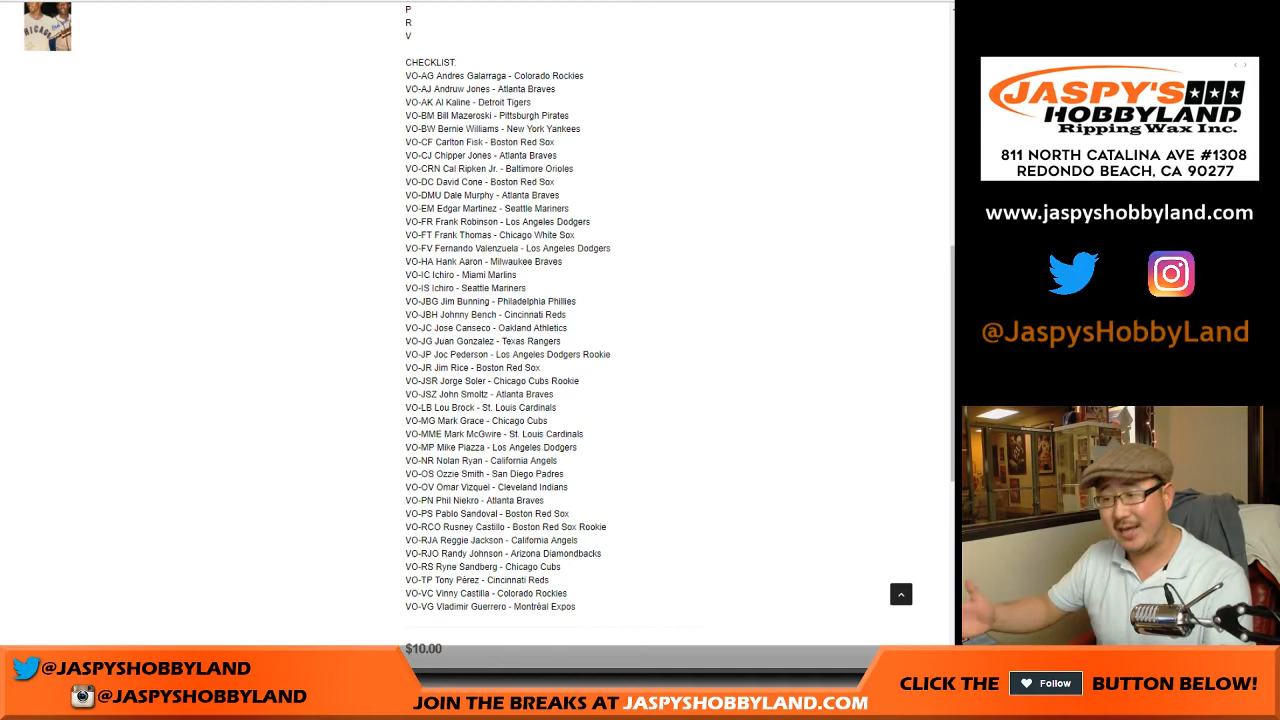 P
R
V
CHECKLIST:
VO-AG Andres Galarraga - Colorado Rockies
VO-AJ Andruw Jones - Atlanta Braves
VO-AK Al Kaline - Detroit Tigers
VO-BM Bill Mazeroski - Pittsburgh Pirates
VO-BW Bernie Williams - New York Yankees
VO-CF Carlton Fisk - Boston Red Sox
VO-CJ Chipper Jones - Atlanta Braves
VO-CRN Cal Ripken Jr. - Baltimore Orioles
VO-DC David Cone - Boston Red Sox
VO-DMU Dale Murphy - Atlanta Braves
VO-EM Edgar Martinez - Seattle Mariners
VO-FR Frank Robinson - Los Angeles Dodgers
VO-FT Frank Thomas - Chicago White Sox
VO-FV Fernando Valenzuela - Los Angeles Dodgers
VO-HA Hank Aaron - Milwaukee Braves
VO-IC Ichiro - Miami Marlins
VO-IS Ichiro - Seattle Mariners
VO-JBG Jim Bunning - Philadelphia Phillies
VO-JBH Johnny Bench - Cincinnati Reds
VO-JC Jose Canseco - Oakland Athletics
VO-JG Juan Gonzalez - Texas Rangers
VO-JP Joc Pederson - Los Angeles Dodgers Rookie
VO-JR Jim Rice - Boston Red Sox
VO-JSR Jorge Soler - Chicago Cubs Rookie
VO-JSZ John Smoltz - Atlanta Braves
VO-LB Lou Brock - St. Louis Cardinals
VO-MG Mark Grace - Chicago Cubs
VO-MME Mark McGwire - St. Louis Cardinals
VO-MP Mike Piazza - Los Angeles Dodgers
VO-NR Nolan Ryan - California Angels
VO-OS Ozzie Smith - San Diego Padres
VO-OV Omar Vizquel - Cleveland Indians
VO-PN Phil Niekro - Atlanta Braves
VO-PS Pablo Sandoval - Boston Red Sox
VO-RCO Rusney Castillo - Boston Red Sox Rookie
VO-RJA Reggie Jackson - California Angels
VO-RJO Randy Johnson - Arizona Diamondbacks
VO-RS Ryne Sandberg - Chicago Cubs
VO-TP Tony Pérez - Cincinnati Reds
VO-VC Vinny Castilla - Colorado Rockies
VO-VG Vladimir Guerrero - Montréal Expos
$10.00
CHICAGO
JASPY'S
HOBBYLAND
Ripping Wax Inc.
811 NORTH CATALINA AVE #1308
REDONDO BEACH, CA 90277
www.jaspyshobbyland.com
@JaspysHobbyLand
@JASPYSHOBBYLAND
@JASPYSHOBBYLAND
JOIN THE BREAKS AT JASPYSHOBBYLAND.COM
CLICK THE Follow BUTTON BELOW!